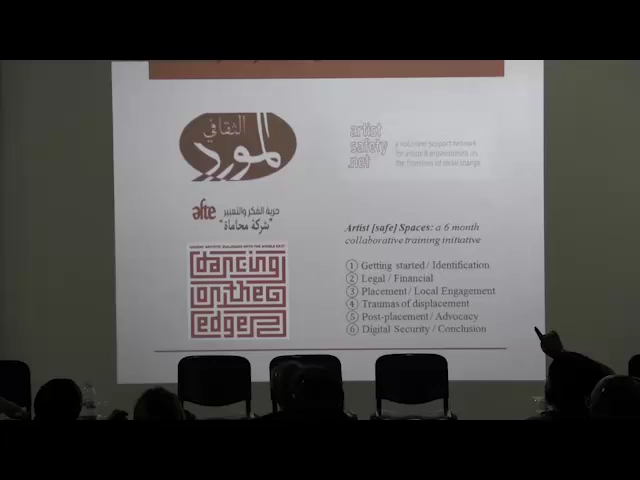 الثقافي
المورد
artist
safety
.net
a volunteer support network
for artists & organizations on
the frontlines of social change
afte
حرية الفكر والتعبير
"شركة محاماة"
dancing
on the
edge
Artist [safe] Spaces: a 6 month
collaborative training initiative
① Getting started / Identification
② Legal / Financial
③ Placement / Local Engagement
④ Traumas of displacement
⑤ Post-placement / Advocacy
⑥ Digital Security / Conclusion